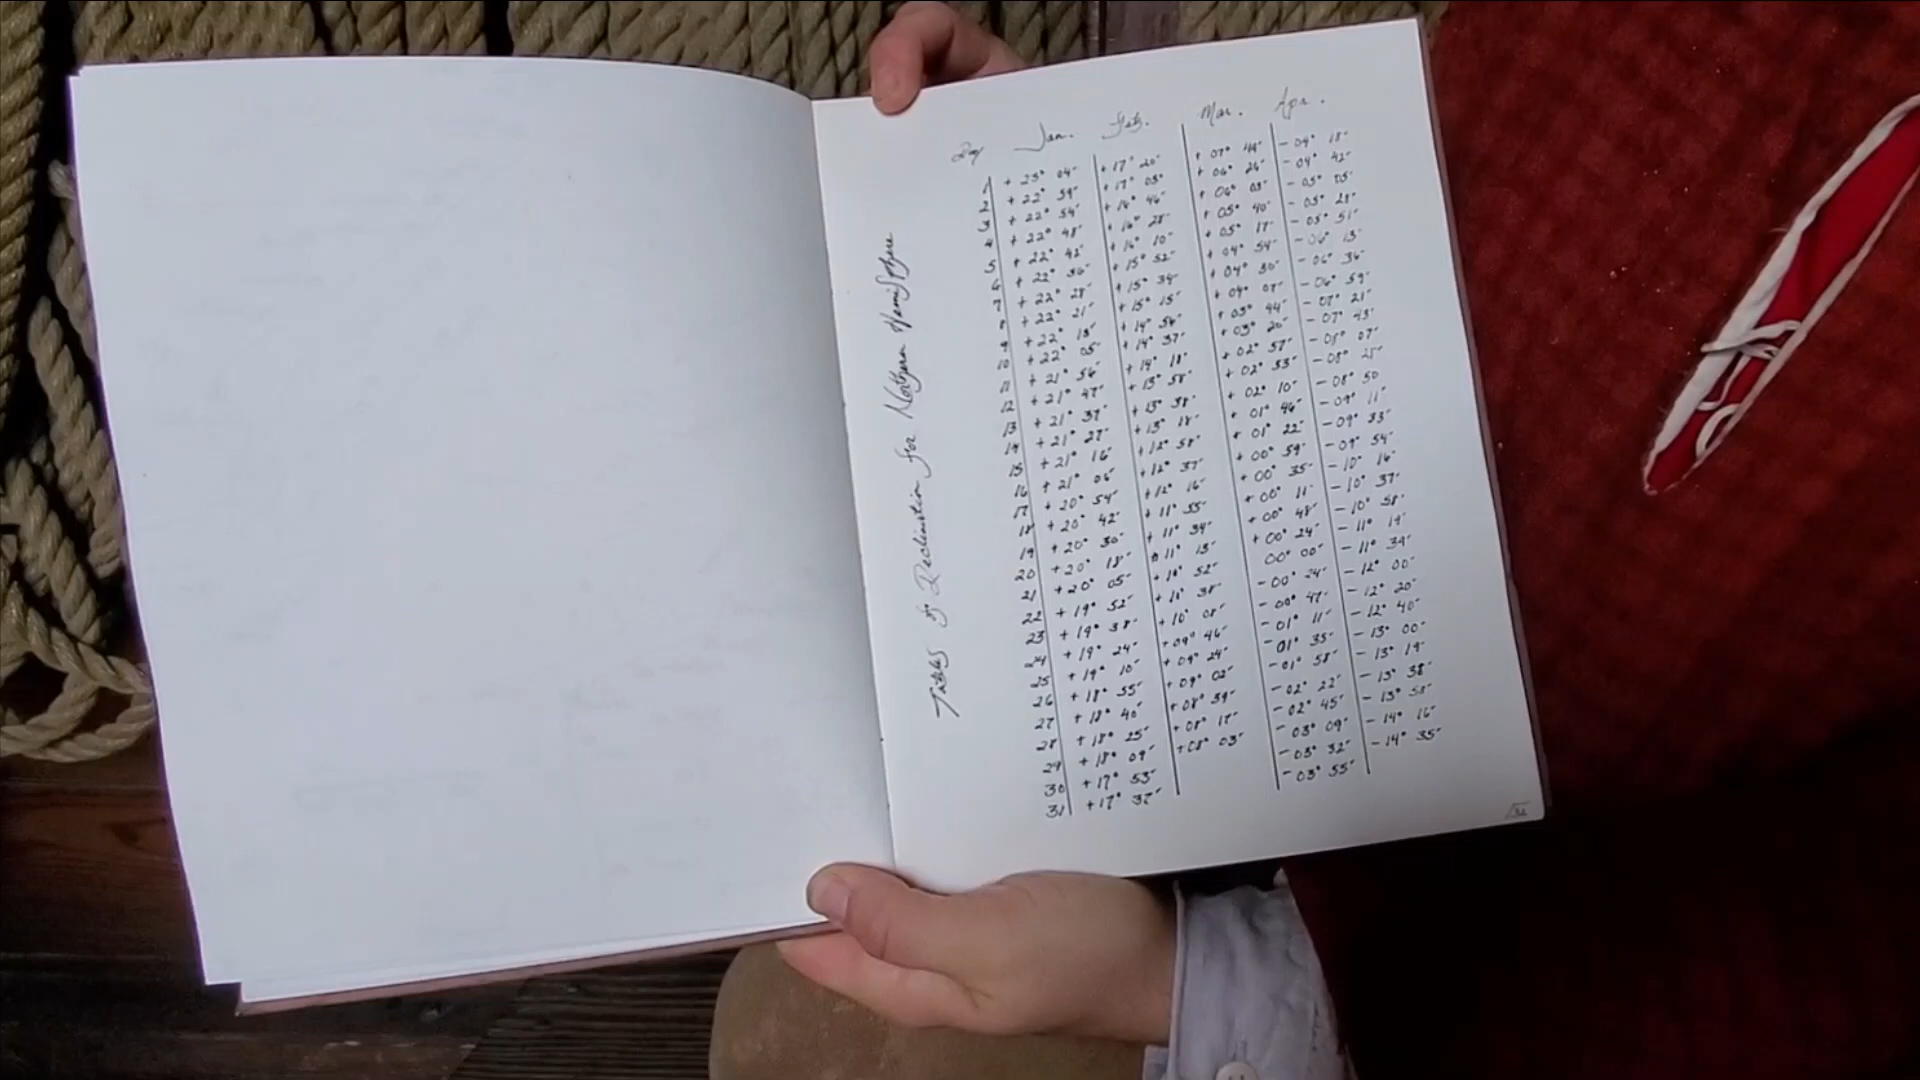 Tables of Declination for Northern Hemisphere
Day Jan. Feb. Mar. Apr.
1 + 23° 04' + 17° 20' + 07° 49' - 04° 18'
2 + 22° 59' + 17° 03' + 06° 26' - 04° 42'
3 + 22° 54' + 16° 46' + 06° 03' - 05° 05'
4 + 22° 48' + 16° 28' + 05° 40' - 05° 28'
5 + 22° 42' + 16° 10' + 05° 17' - 05° 51'
6 + 22° 36' + 15° 52' + 04° 54' - 06° 13'
7 + 22° 28' + 15° 34' + 04° 30' - 06° 36'
8 + 22° 21' + 15° 15' + 04° 07' - 06° 59'
9 + 22° 13' + 14° 56' + 03° 44' - 07° 21'
10 + 22° 05' + 14° 37' + 03° 20' - 07° 43'
11 + 21° 56' + 14° 18' + 02° 57' - 08° 07'
12 + 21° 47' + 13° 58' + 02° 33' - 08° 28'
13 + 21° 37' + 13° 38' + 02° 10' - 08° 50
14 + 21° 27' + 13° 18' + 01° 46' - 09° 11'
15 + 21° 16' + 12° 58' + 01° 22' - 09° 33'
16 + 21° 06' + 12° 37' + 00° 59' - 09° 54'
17 + 20° 54' + 12° 16' + 00° 35' - 10° 16'
18 + 20° 42' + 11° 55' + 00° 11' - 10° 37'
19 + 20° 30' + 11° 34' + 00° 48' - 10° 58'
20 + 20° 18' + 11° 13' + 00° 24' - 11° 19'
21 + 20° 05' + 10° 52' 00° 00' - 11° 39'
22 + 19° 52' + 10° 30' - 00° 24' - 12° 00'
23 + 19° 38' + 10° 08' - 00° 47' - 12° 20'
24 + 19° 24' + 09° 46' - 01° 11' - 12° 40'
25 + 19° 10' + 09° 24' - 01° 35' - 13° 00'
26 + 18° 55' + 09° 02' - 01° 58' - 13° 19'
27 + 18° 40' + 08° 39' - 02° 22' - 13° 38'
28 + 18° 25' + 08° 17' - 02° 45' - 13° 58'
29 + 18° 09' + 08° 03' - 03° 09' - 14° 16'
30 + 17° 53' - 03° 32' - 14° 35'
31 + 17° 37' - 03° 55'